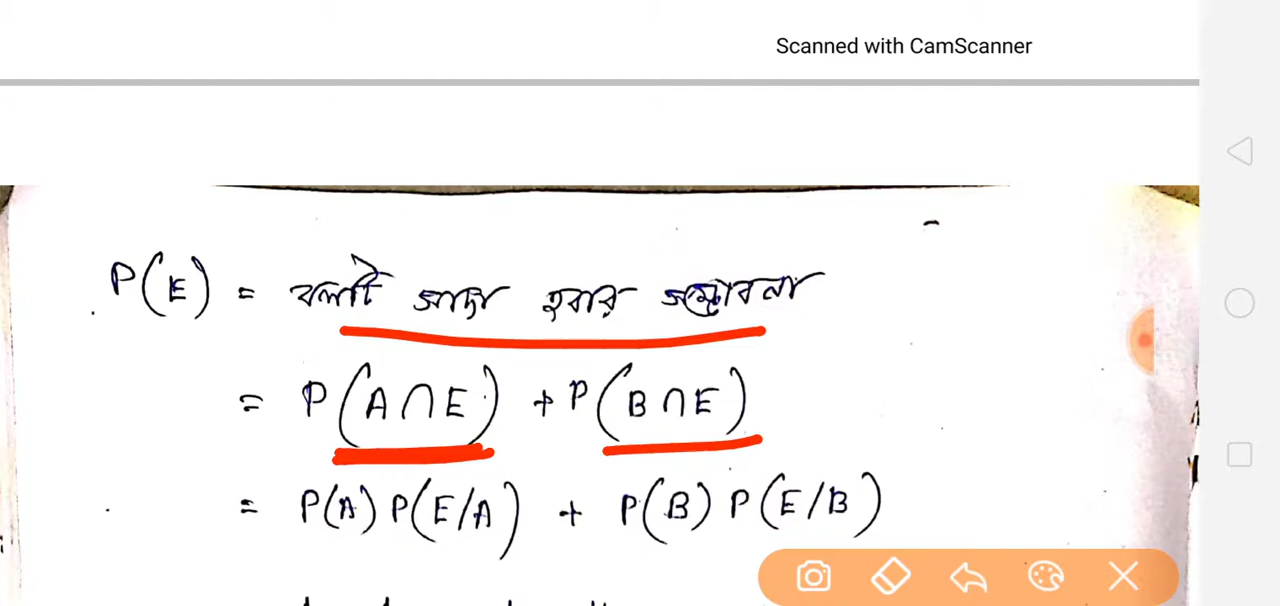 Scanned with CamScanner
P(E) = বলটি সাদা হবার সম্ভাবনা
= P(A∩E) + P(B∩E)
= P(A) P(E/A) + P(B) P(E/B)